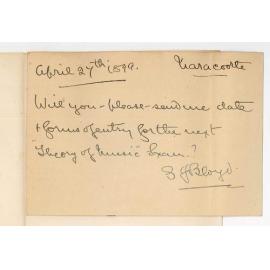 April 27th 1899. Naracoorte
Will you - please - send me date
& forms of entry for the next
"Theory of Music" Exam.?
Lloyd.